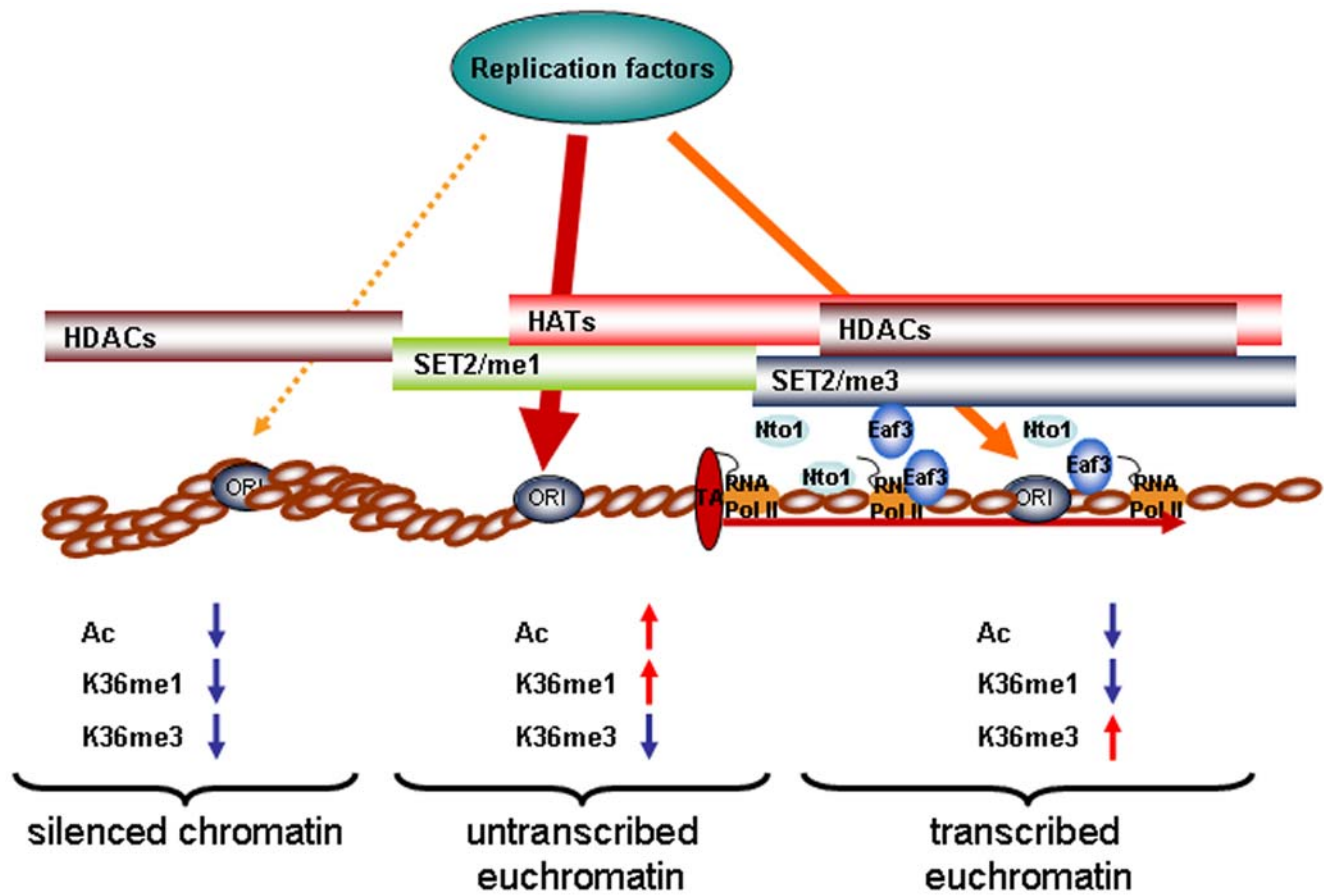 Replication factors
HDACs
HATs
HDACs
SET2/me1
SET2/me3
Nto1
Eaf3
Nto1
ORI
ORI
TA
RNA
Pol II
Nto1
RN
Pol II
Eaf3
ORI
Eaf3
RNA
Pol II
Ac
K36me1
K36me3
Ac
K36me1
K36me3
Ac
K36me1
K36me3
silenced chromatin
untranscribed
euchromatin
transcribed
euchromatin